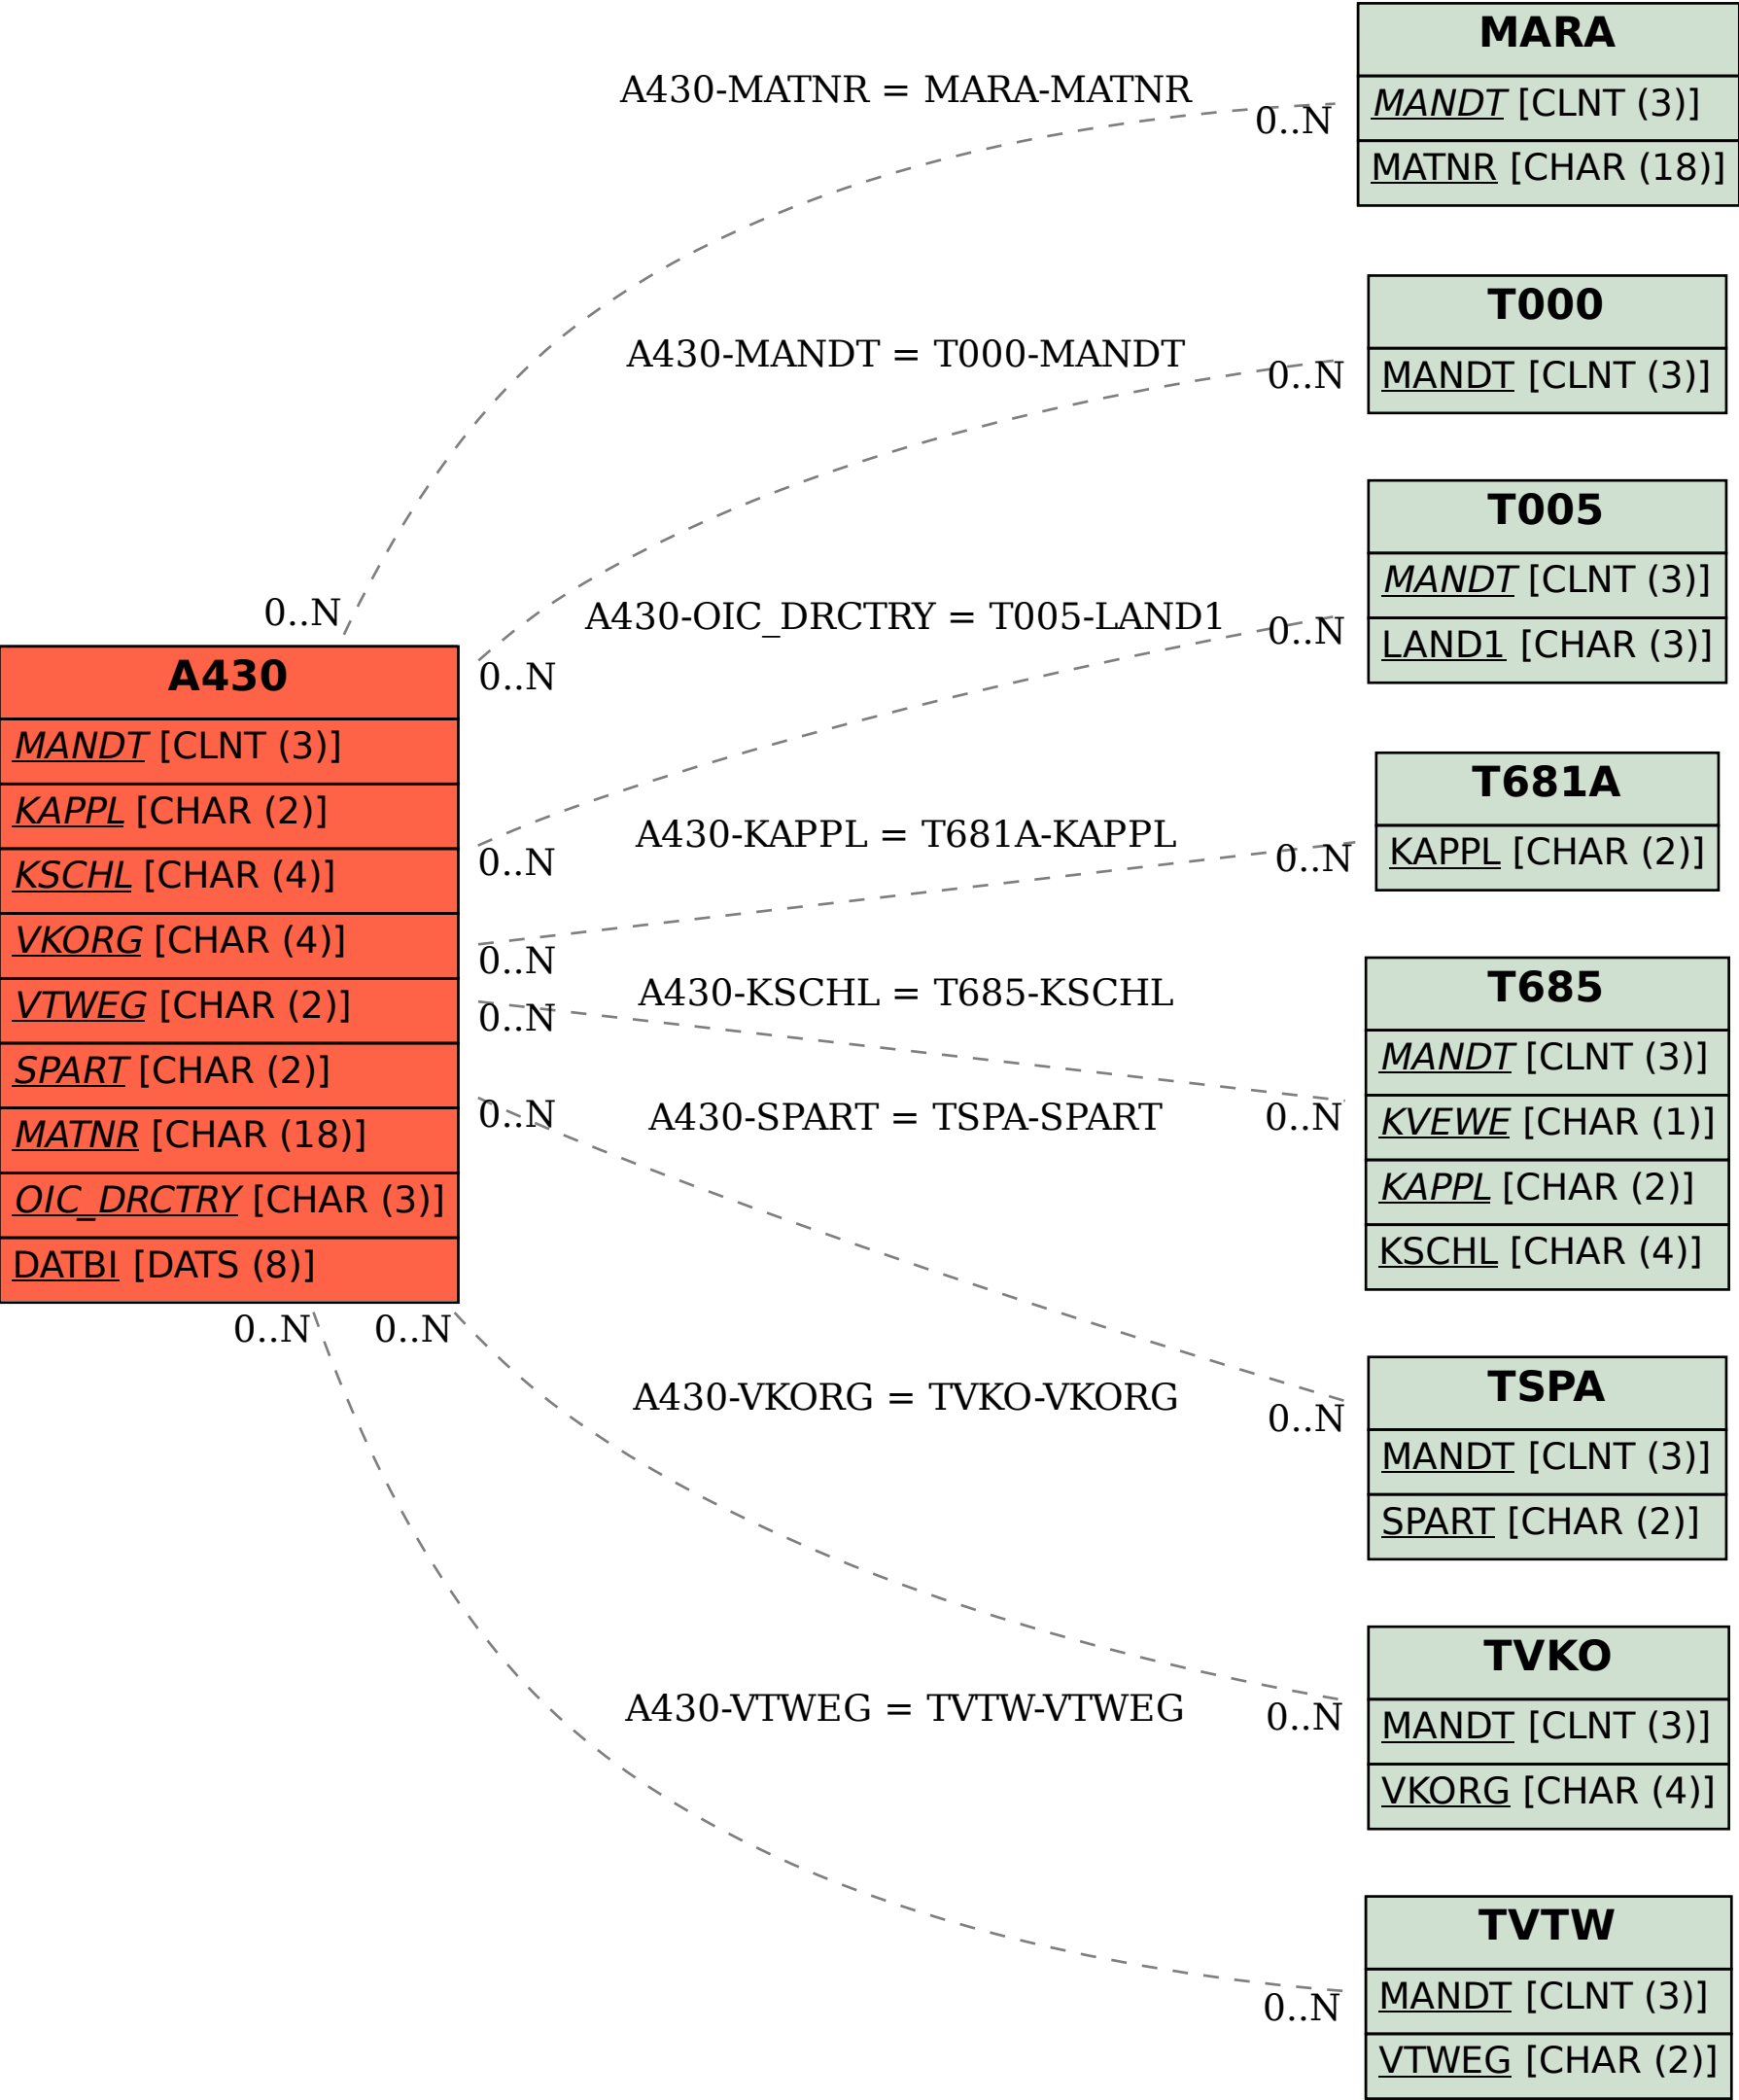 MARA
MANDT [CLNT (3)]
MATNR [CHAR (18)]
A430-MATNR = MARA-MATNR
0..N
0..N
T000
MANDT [CLNT (3)]
A430-MANDT = T000-MANDT
0..N
0..N
T005
MANDT [CLNT (3)]
LAND1 [CHAR (3)]
A430-OIC_DRCTRY = T005-LAND1
0..N
0..N
A430
MANDT [CLNT (3)]
KAPPL [CHAR (2)]
KSCHL [CHAR (4)]
VKORG [CHAR (4)]
VTWEG [CHAR (2)]
SPART [CHAR (2)]
MATNR [CHAR (18)]
OIC_DRCTRY [CHAR (3)]
DATBI [DATS (8)]
T681A
KAPPL [CHAR (2)]
A430-KAPPL = T681A-KAPPL
0..N
0..N
T685
MANDT [CLNT (3)]
KVEWE [CHAR (1)]
KAPPL [CHAR (2)]
KSCHL [CHAR (4)]
A430-KSCHL = T685-KSCHL
0..N
0..N
A430-SPART = TSPA-SPART
0..N
0..N
TSPA
MANDT [CLNT (3)]
SPART [CHAR (2)]
A430-VKORG = TVKO-VKORG
0..N
0..N
TVKO
MANDT [CLNT (3)]
VKORG [CHAR (4)]
A430-VTWEG = TVTW-VTWEG
0..N
0..N
TVTW
MANDT [CLNT (3)]
VTWEG [CHAR (2)]